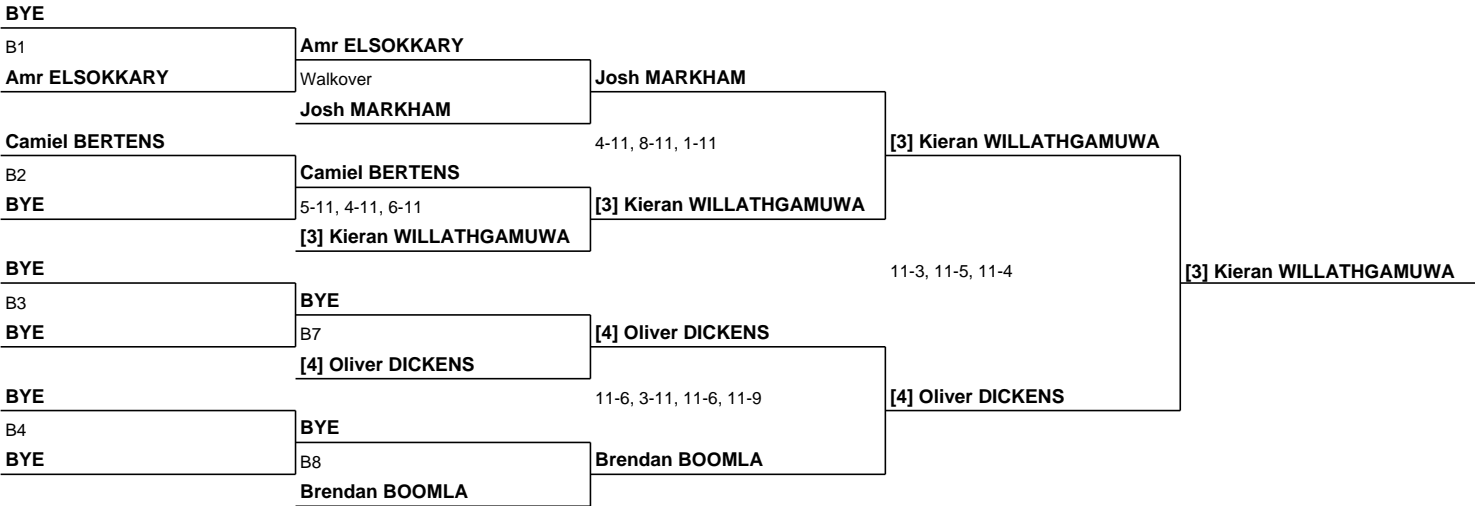 BYE
B1
Amr ELSOKKARY
Camiel BERTENS
B2
BYE
BYE
B3
BYE
BYE
B4
BYE
Amr ELSOKKARY
Walkover
Josh MARKHAM
Camiel BERTENS
5-11, 4-11, 6-11
[3] Kieran WILLATHGAMUWA
BYE
B7
[4] Oliver DICKENS
BYE
B8
Brendan BOOMLA
Josh MARKHAM
4-11, 8-11, 1-11
[3] Kieran WILLATHGAMUWA
[4] Oliver DICKENS
11-6, 3-11, 11-6, 11-9
Brendan BOOMLA
[3] Kieran WILLATHGAMUWA
11-3, 11-5, 11-4
[4] Oliver DICKENS
[3] Kieran WILLATHGAMUWA